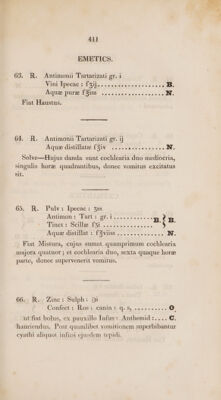 411
EMETICS.
63. R. Antimonii Tartarizati gr. i
Vini Ipecac : fʒij ........ B.
Aquæ puræ f℥iss ........ N.
Fiat Haustus.
64. R. Antimonii Tartarizati gr. ij
Aquæ distillatæ f℥iv ........ N.
Solve—Hujus danda sunt cochlearia duo mediocria,
singulis horæ quadrantibus, donec vomitus excitatus
sit.
65. R. Pulv : Ipecac : ʒss
Antimon : Tart : gr. i ........ B. } B.
Tinct : Scillæ fʒi ........ B.
Aquæ distillat : f℥viiss ........ N.
Fiat Mistura, cujus sumat quamprimum cochlearia
majora quatuor ; et cochlearia duo, sexta quaque horæ
parte, donec supervenerit vomitus.
66. R. Zinc : Sulph : ℈i
Confect : Ros : canin : q. s. ........ O
ut fiat bolus, ex pauxillo Infus : Anthemid : .... C.
hauriendus. Post quamlibet vomitionem superbibantur
cyathi aliquot infusi ejusdem tepidi.